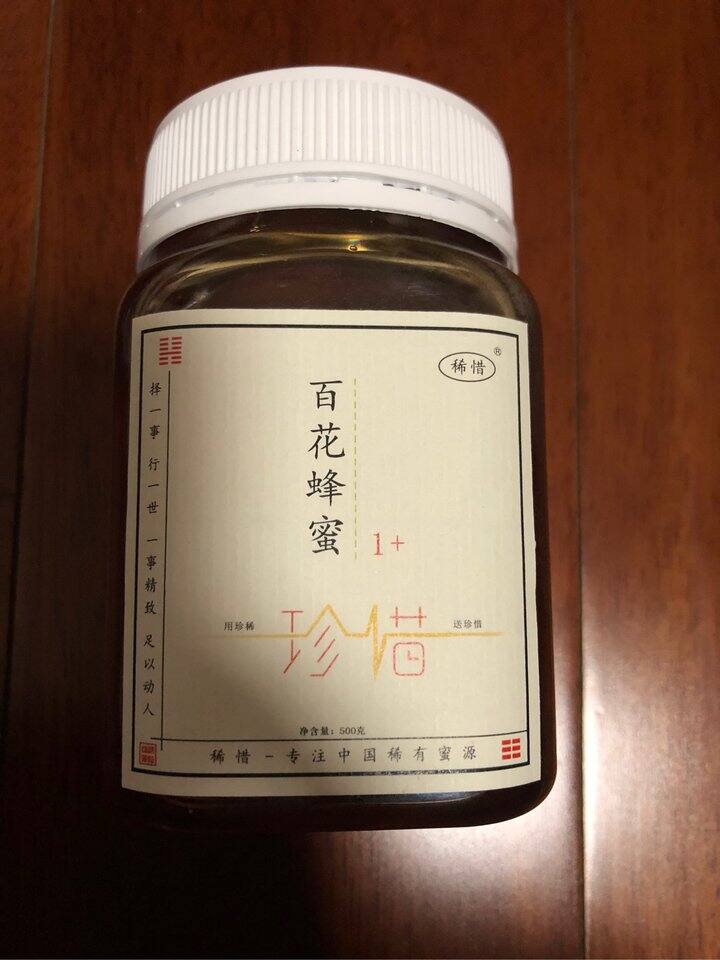 稀惜
®
百花蜂蜜
1+
择一事 行一世 一事精致 足以动人
用珍稀
珍惜
送珍惜
净含量：500克
稀惜-专注中国稀有蜜源